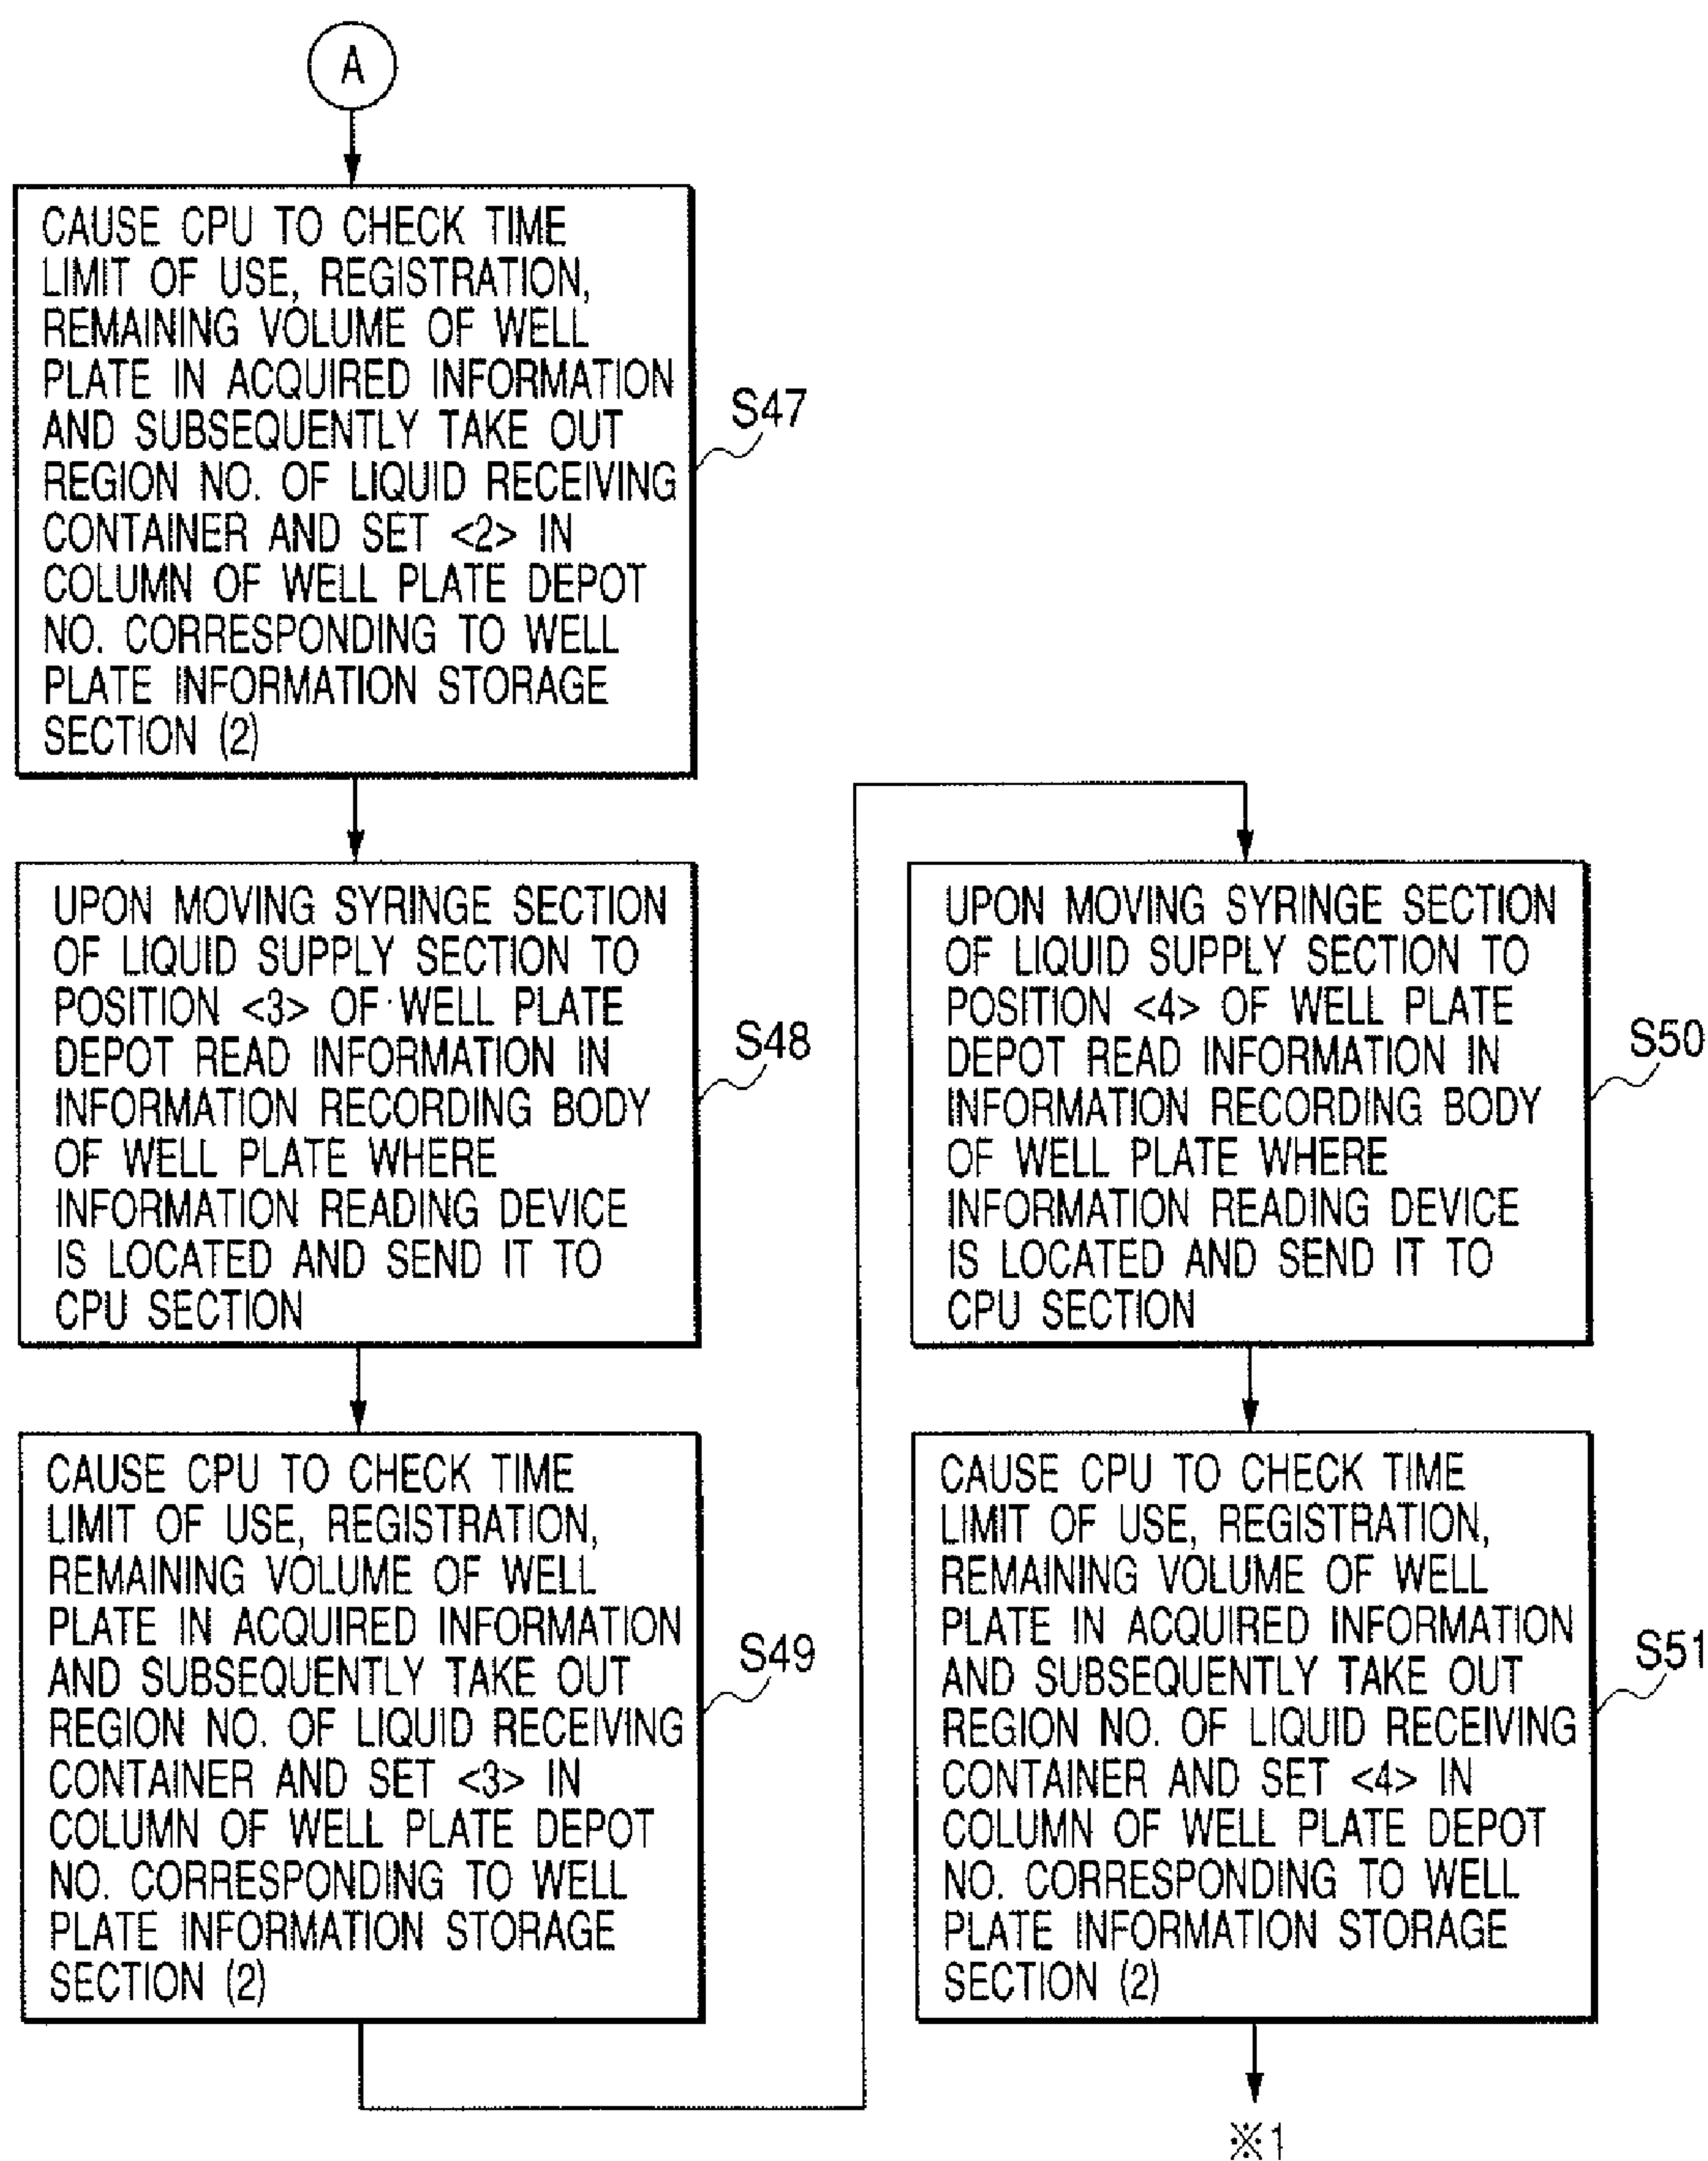 A
CAUSE CPU TO CHECK TIME
LIMIT OF USE, REGISTRATION,
REMAINING VOLUME OF WELL
PLATE IN ACQUIRED INFORMATION
AND SUBSEQUENTLY TAKE OUT
REGION NO. OF LIQUID RECEIVING
CONTAINER AND SET <2> IN
COLUMN OF WELL PLATE DEPOT
NO. CORRESPONDING TO WELL
PLATE INFORMATION STORAGE
SECTION (2)
S47
UPON MOVING SYRINGE SECTION
OF LIQUID SUPPLY SECTION TO
POSITION <3> OF WELL PLATE
DEPOT READ INFORMATION IN
INFORMATION RECORDING BODY
OF WELL PLATE WHERE
INFORMATION READING DEVICE
IS LOCATED AND SEND IT TO
CPU SECTION
S48
CAUSE CPU TO CHECK TIME
LIMIT OF USE, REGISTRATION,
REMAINING VOLUME OF WELL
PLATE IN ACQUIRED INFORMATION
AND SUBSEQUENTLY TAKE OUT
REGION NO. OF LIQUID RECEIVING
CONTAINER AND SET <3> IN
COLUMN OF WELL PLATE DEPOT
NO. CORRESPONDING TO WELL
PLATE INFORMATION STORAGE
SECTION (2)
S49
UPON MOVING SYRINGE SECTION
OF LIQUID SUPPLY SECTION TO
POSITION <4> OF WELL PLATE
DEPOT READ INFORMATION IN
INFORMATION RECORDING BODY
OF WELL PLATE WHERE
INFORMATION READING DEVICE
IS LOCATED AND SEND IT TO
CPU SECTION
S50
CAUSE CPU TO CHECK TIME
LIMIT OF USE, REGISTRATION,
REMAINING VOLUME OF WELL
PLATE IN ACQUIRED INFORMATION
AND SUBSEQUENTLY TAKE OUT
REGION NO. OF LIQUID RECEIVING
CONTAINER AND SET <4> IN
COLUMN OF WELL PLATE DEPOT
NO. CORRESPONDING TO WELL
PLATE INFORMATION STORAGE
SECTION (2)
S51
※1